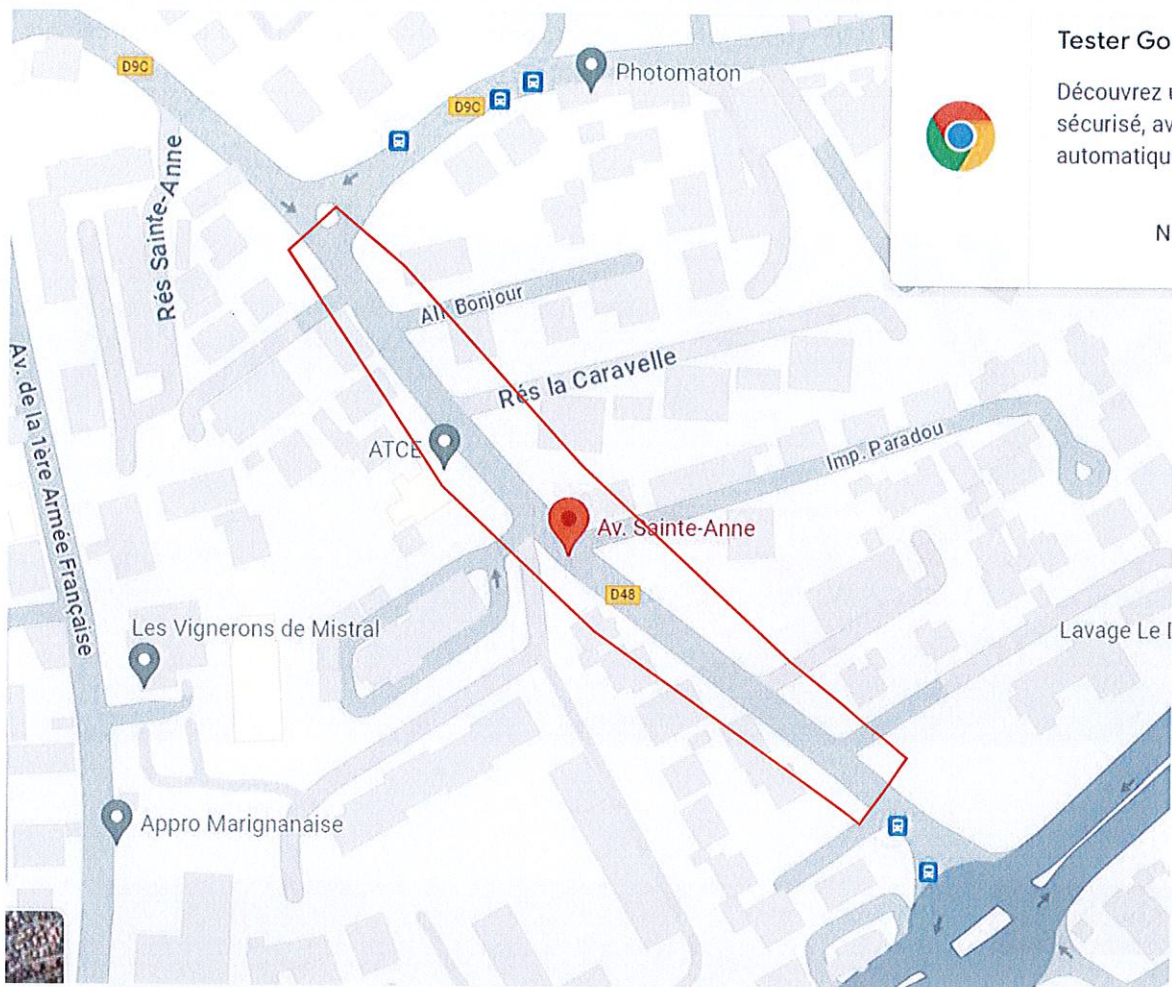 Tester Go
Découvrez
sécurisé, av
automatiqu
N
D9C
Photomaton
D9C
Rés Sainte-Anne
All. Bonjour
Rés la Caravelle
Av. de la 1ère Armée Française
ATCE
Imp. Paradou
Av. Sainte-Anne
D48
Les Vignerons de Mistral
Lavage Le
Appro Marignanaise